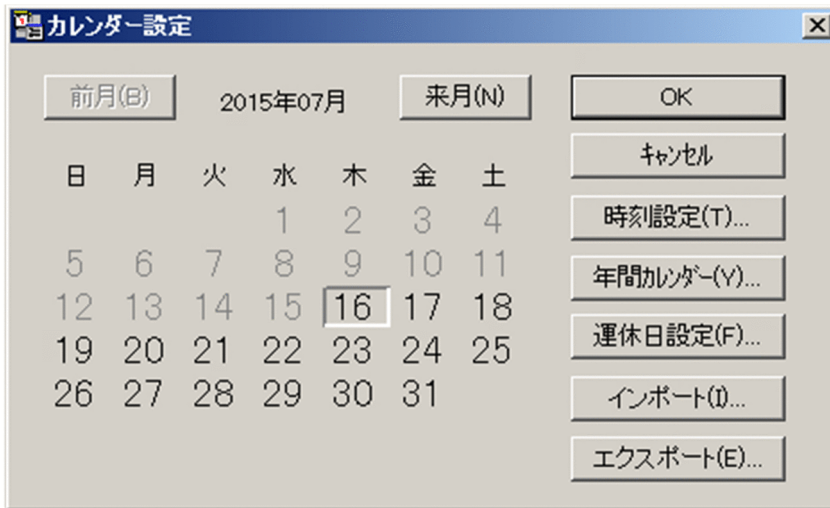 カレンダー設定
前月(B) 2015年07月 来月(N)
日 月 火 水 木 金 土
1 2 3 4
5 6 7 8 9 10 11
12 13 14 15 16 17 18
19 20 21 22 23 24 25
26 27 28 29 30 31
OK
キャンセル
時刻設定(T)...
年間カレンダー(Y)...
運休日設定(F)...
インポート(I)...
エクスポート(E)...